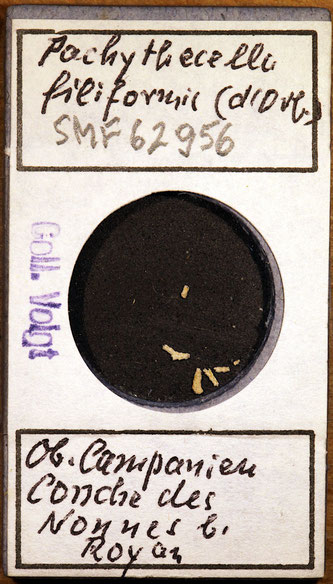 Pachythecella
filiformis (d'Orb.)
SMF 62956
Coll. Voigt
Ob. Campanien
Conche des
Nonnes b.
Royan